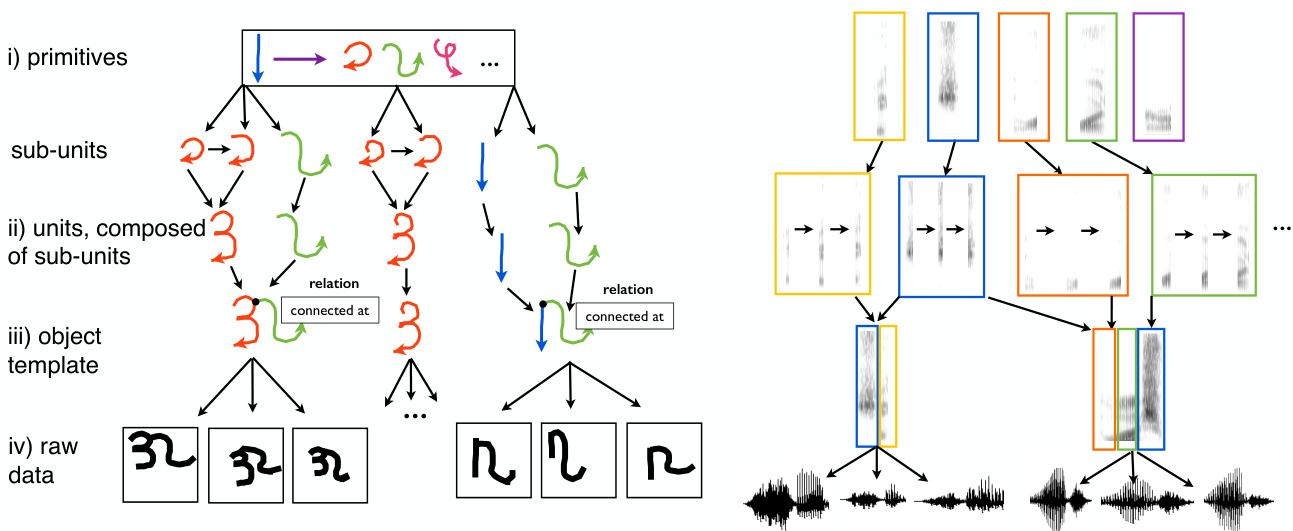 i) primitives
...
sub-units
ii) units, composed
of sub-units
...
relation
connected at
relation
connected at
iii) object
template
...
iv) raw
data